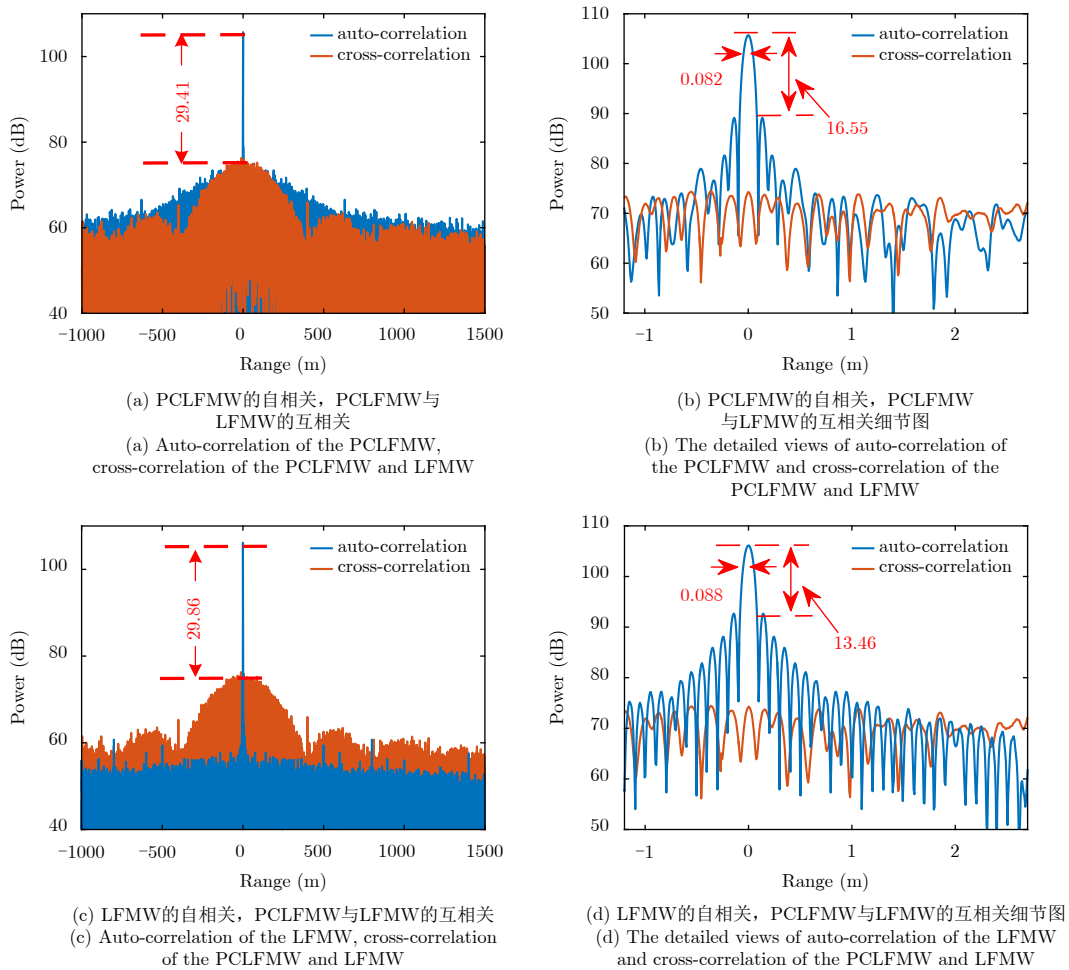 110
100
80
60
40
Power (dB)
auto-correlation
cross-correlation
29.41
−1000
−500
0
500
1000
1500
Range (m)
(a) PCLFMW的自相关，PCLFMW与
LFMW的互相关
(a) Auto-correlation of the PCLFMW,
cross-correlation of the PCLFMW and LFMW
110
100
90
80
70
60
50
Power (dB)
auto-correlation
cross-correlation
0.082
16.55
−1
0
1
2
Range (m)
(b) PCLFMW的自相关，PCLFMW
与LFMW的互相关细节图
(b) The detailed views of auto-correlation of
the PCLFMW and cross-correlation of the
PCLFMW and LFMW
100
80
60
40
Power (dB)
auto-correlation
cross-correlation
29.86
−1000
−500
0
500
1000
1500
Range (m)
(c) LFMW的自相关，PCLFMW与LFMW的互相关
(c) Auto-correlation of the LFMW, cross-correlation
of the PCLFMW and LFMW
110
100
90
80
70
60
50
Power (dB)
auto-correlation
cross-correlation
0.088
13.46
−1
0
1
2
Range (m)
(d) LFMW的自相关，PCLFMW与LFMW的互相关细节图
(d) The detailed views of auto-correlation of the LFMW
and cross-correlation of the PCLFMW and LFMW